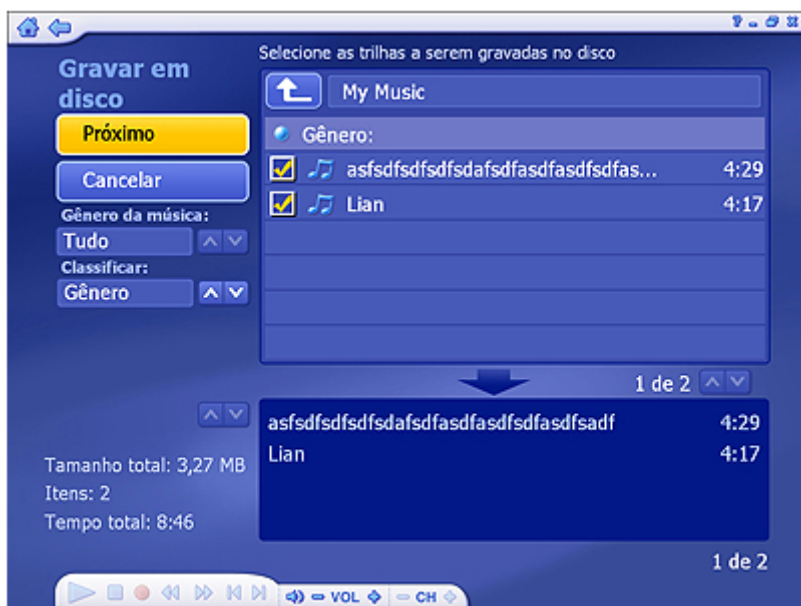 Gravar em
disco
Próximo
Cancelar
Gênero da música:
Tudo
Classificar:
Gênero
Tamanho total: 3,27 MB
Itens: 2
Tempo total: 8:46
Selecione as trilhas a serem gravadas no disco
My Music
Gênero:
asfsdfsdfsdfsdafsdfasdfasdfsdfas... 4:29
Lian 4:17
1 de 2
asfsdfsdfsdfsdafsdfasdfasdfsdfasdfsadf 4:29
Lian 4:17
1 de 2
VOL
CH